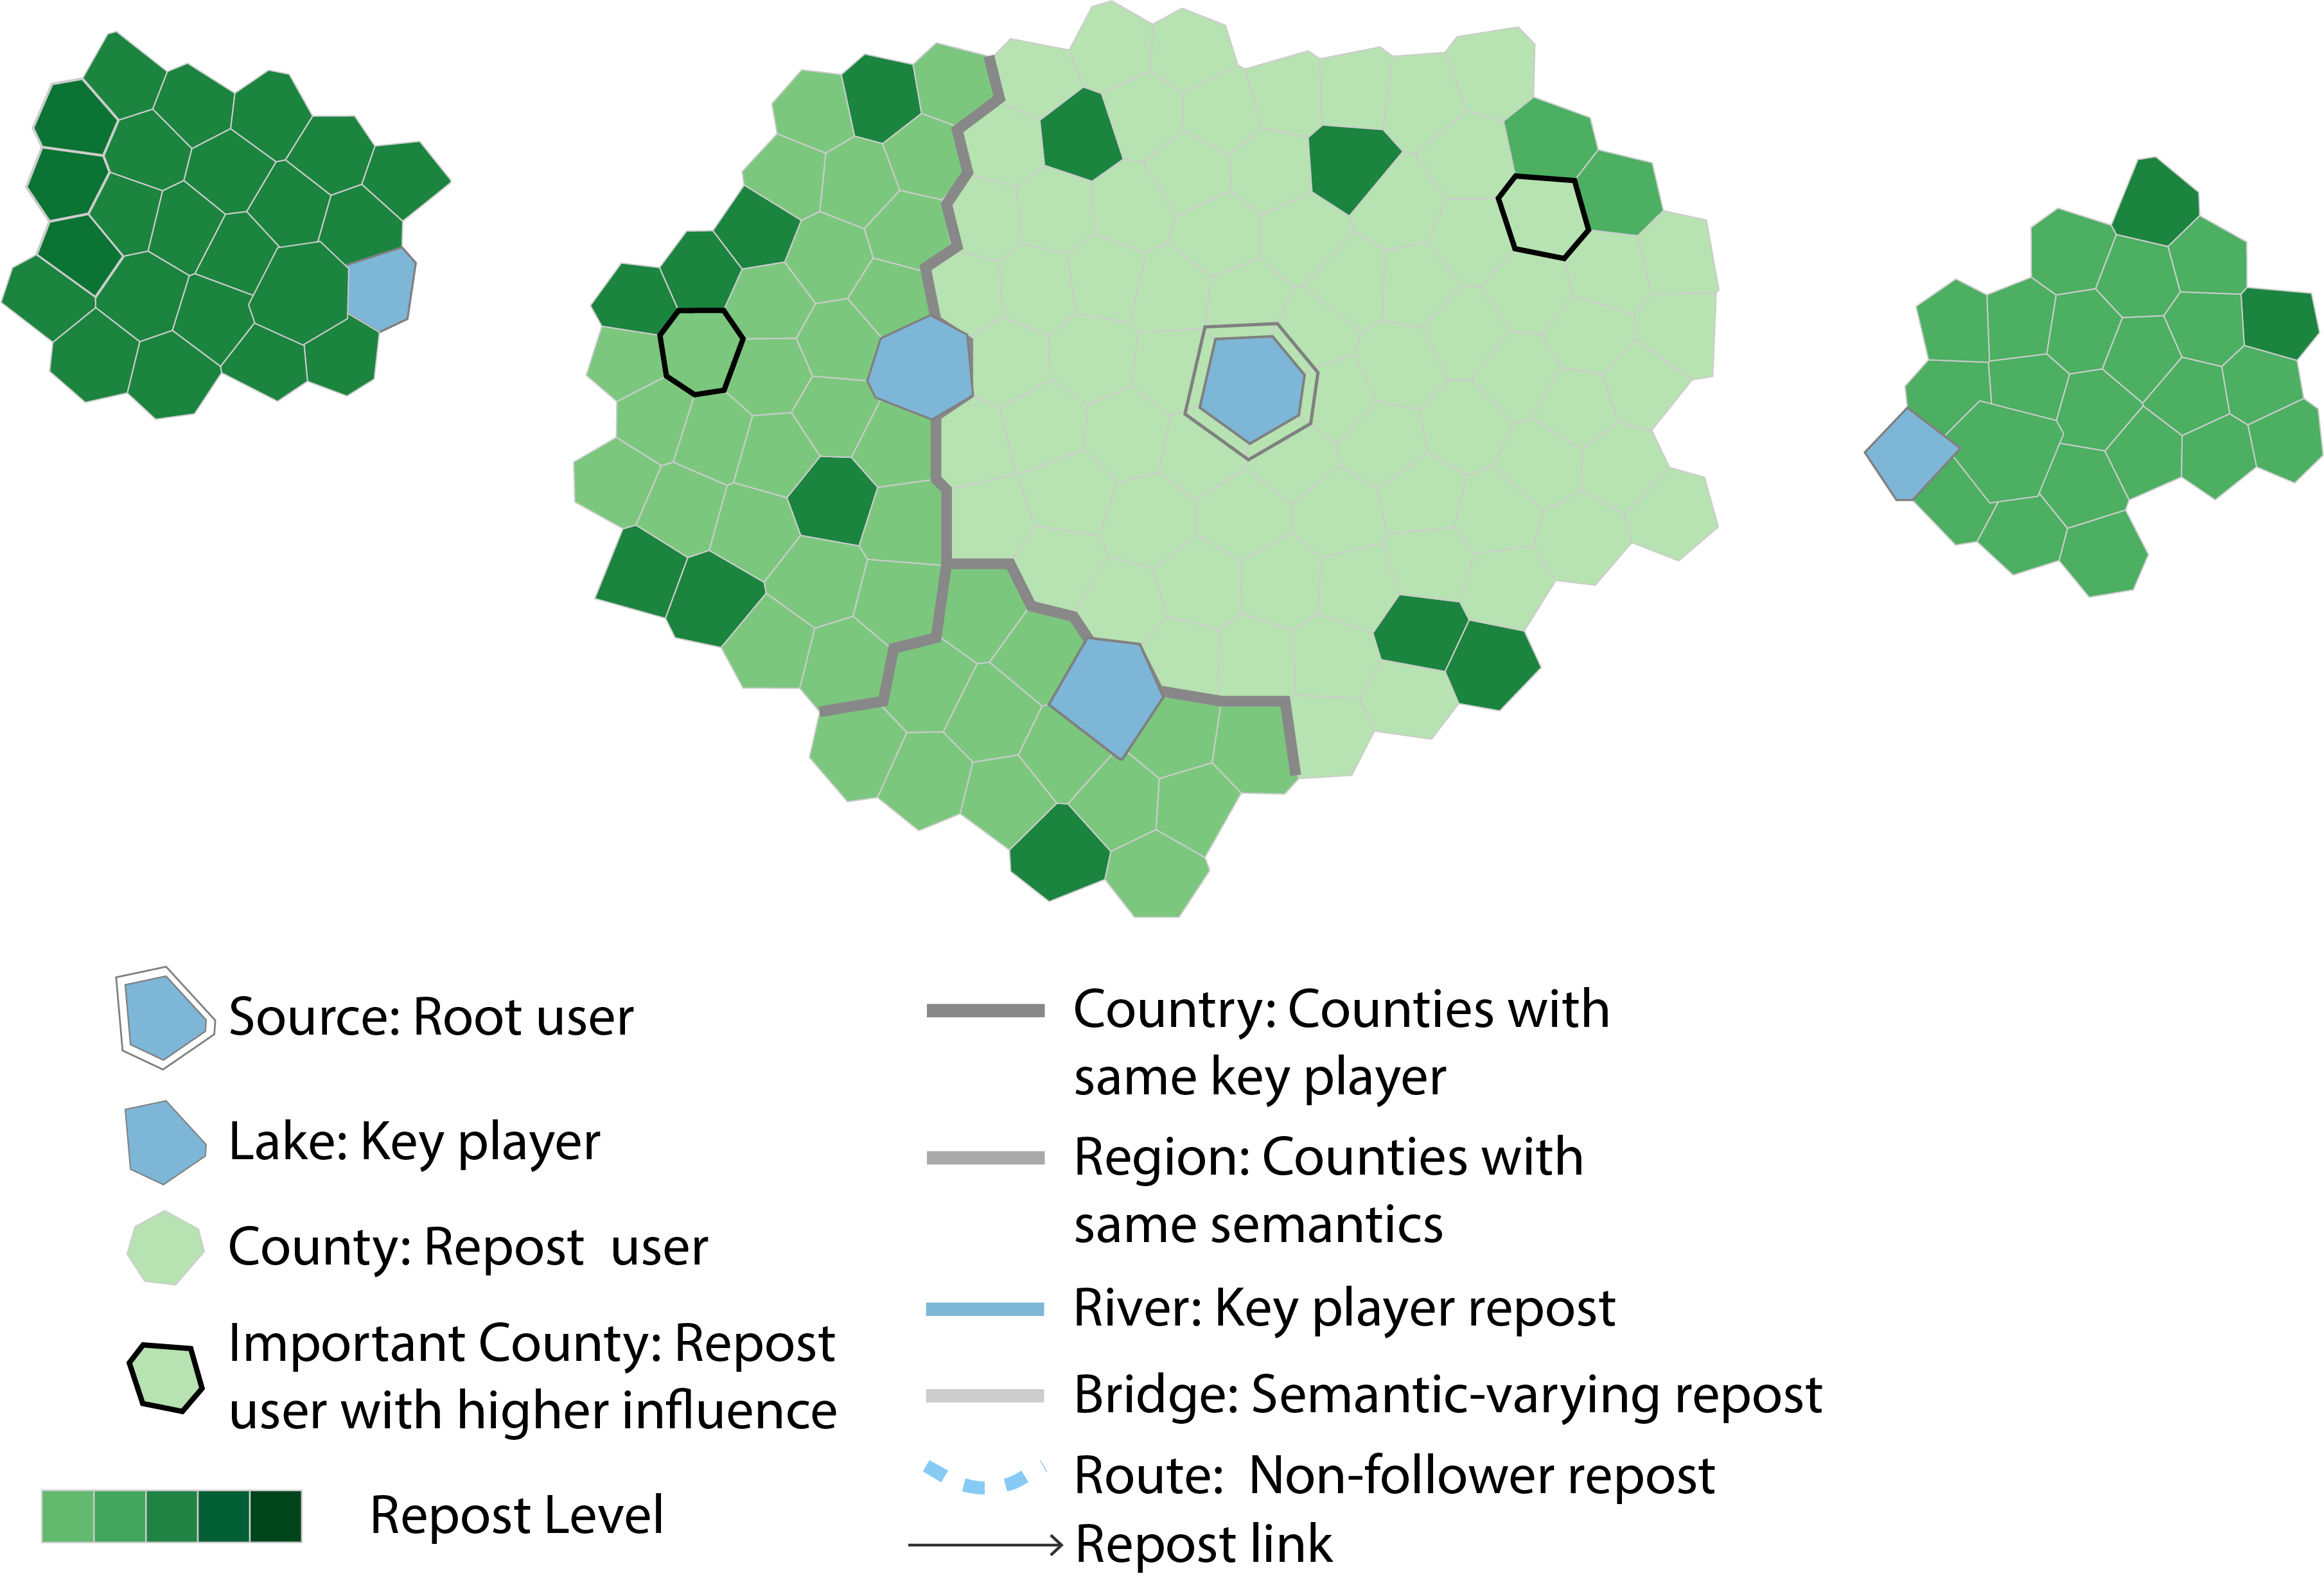 Source: Root user
Lake: Key player
County: Repost  user
Important County: Repost
user with higher influence
Repost Level
Country: Counties with
same key player
Region: Counties with
same semantics
River: Key player repost
Bridge: Semantic-varying repost
Route:  Non-follower repost
Repost link